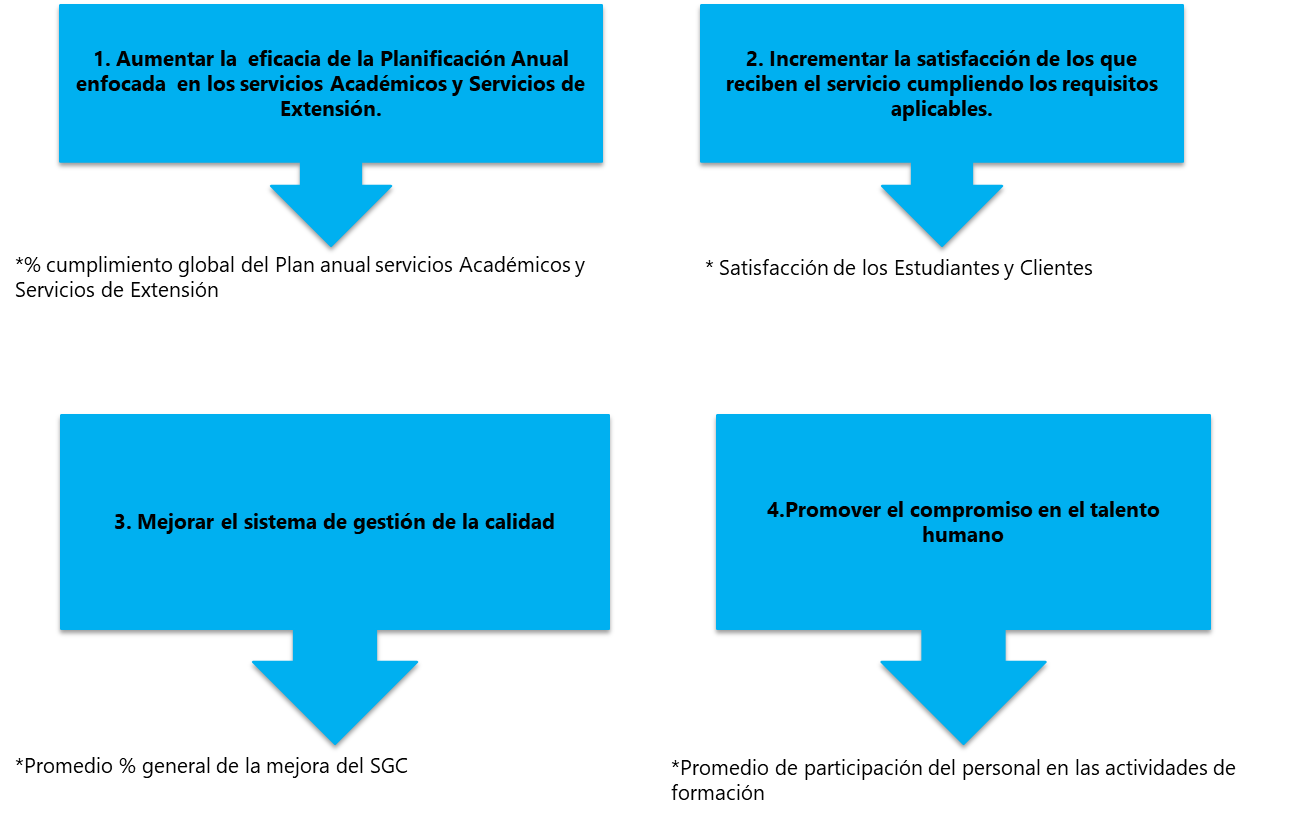 1. Aumentar la eficacia de la Planificación Anual
enfocada en los servicios Académicos y Servicios de
Extensión.
*% cumplimiento global del Plan anual servicios Académicos y
Servicios de Extensión
2. Incrementar la satisfacción de los que
reciben el servicio cumpliendo los requisitos
aplicables.
* Satisfacción de los Estudiantes y Clientes
3. Mejorar el sistema de gestión de la calidad
*Promedio % general de la mejora del SGC
4.Promover el compromiso en el talento
humano
*Promedio de participación del personal en las actividades de
formación